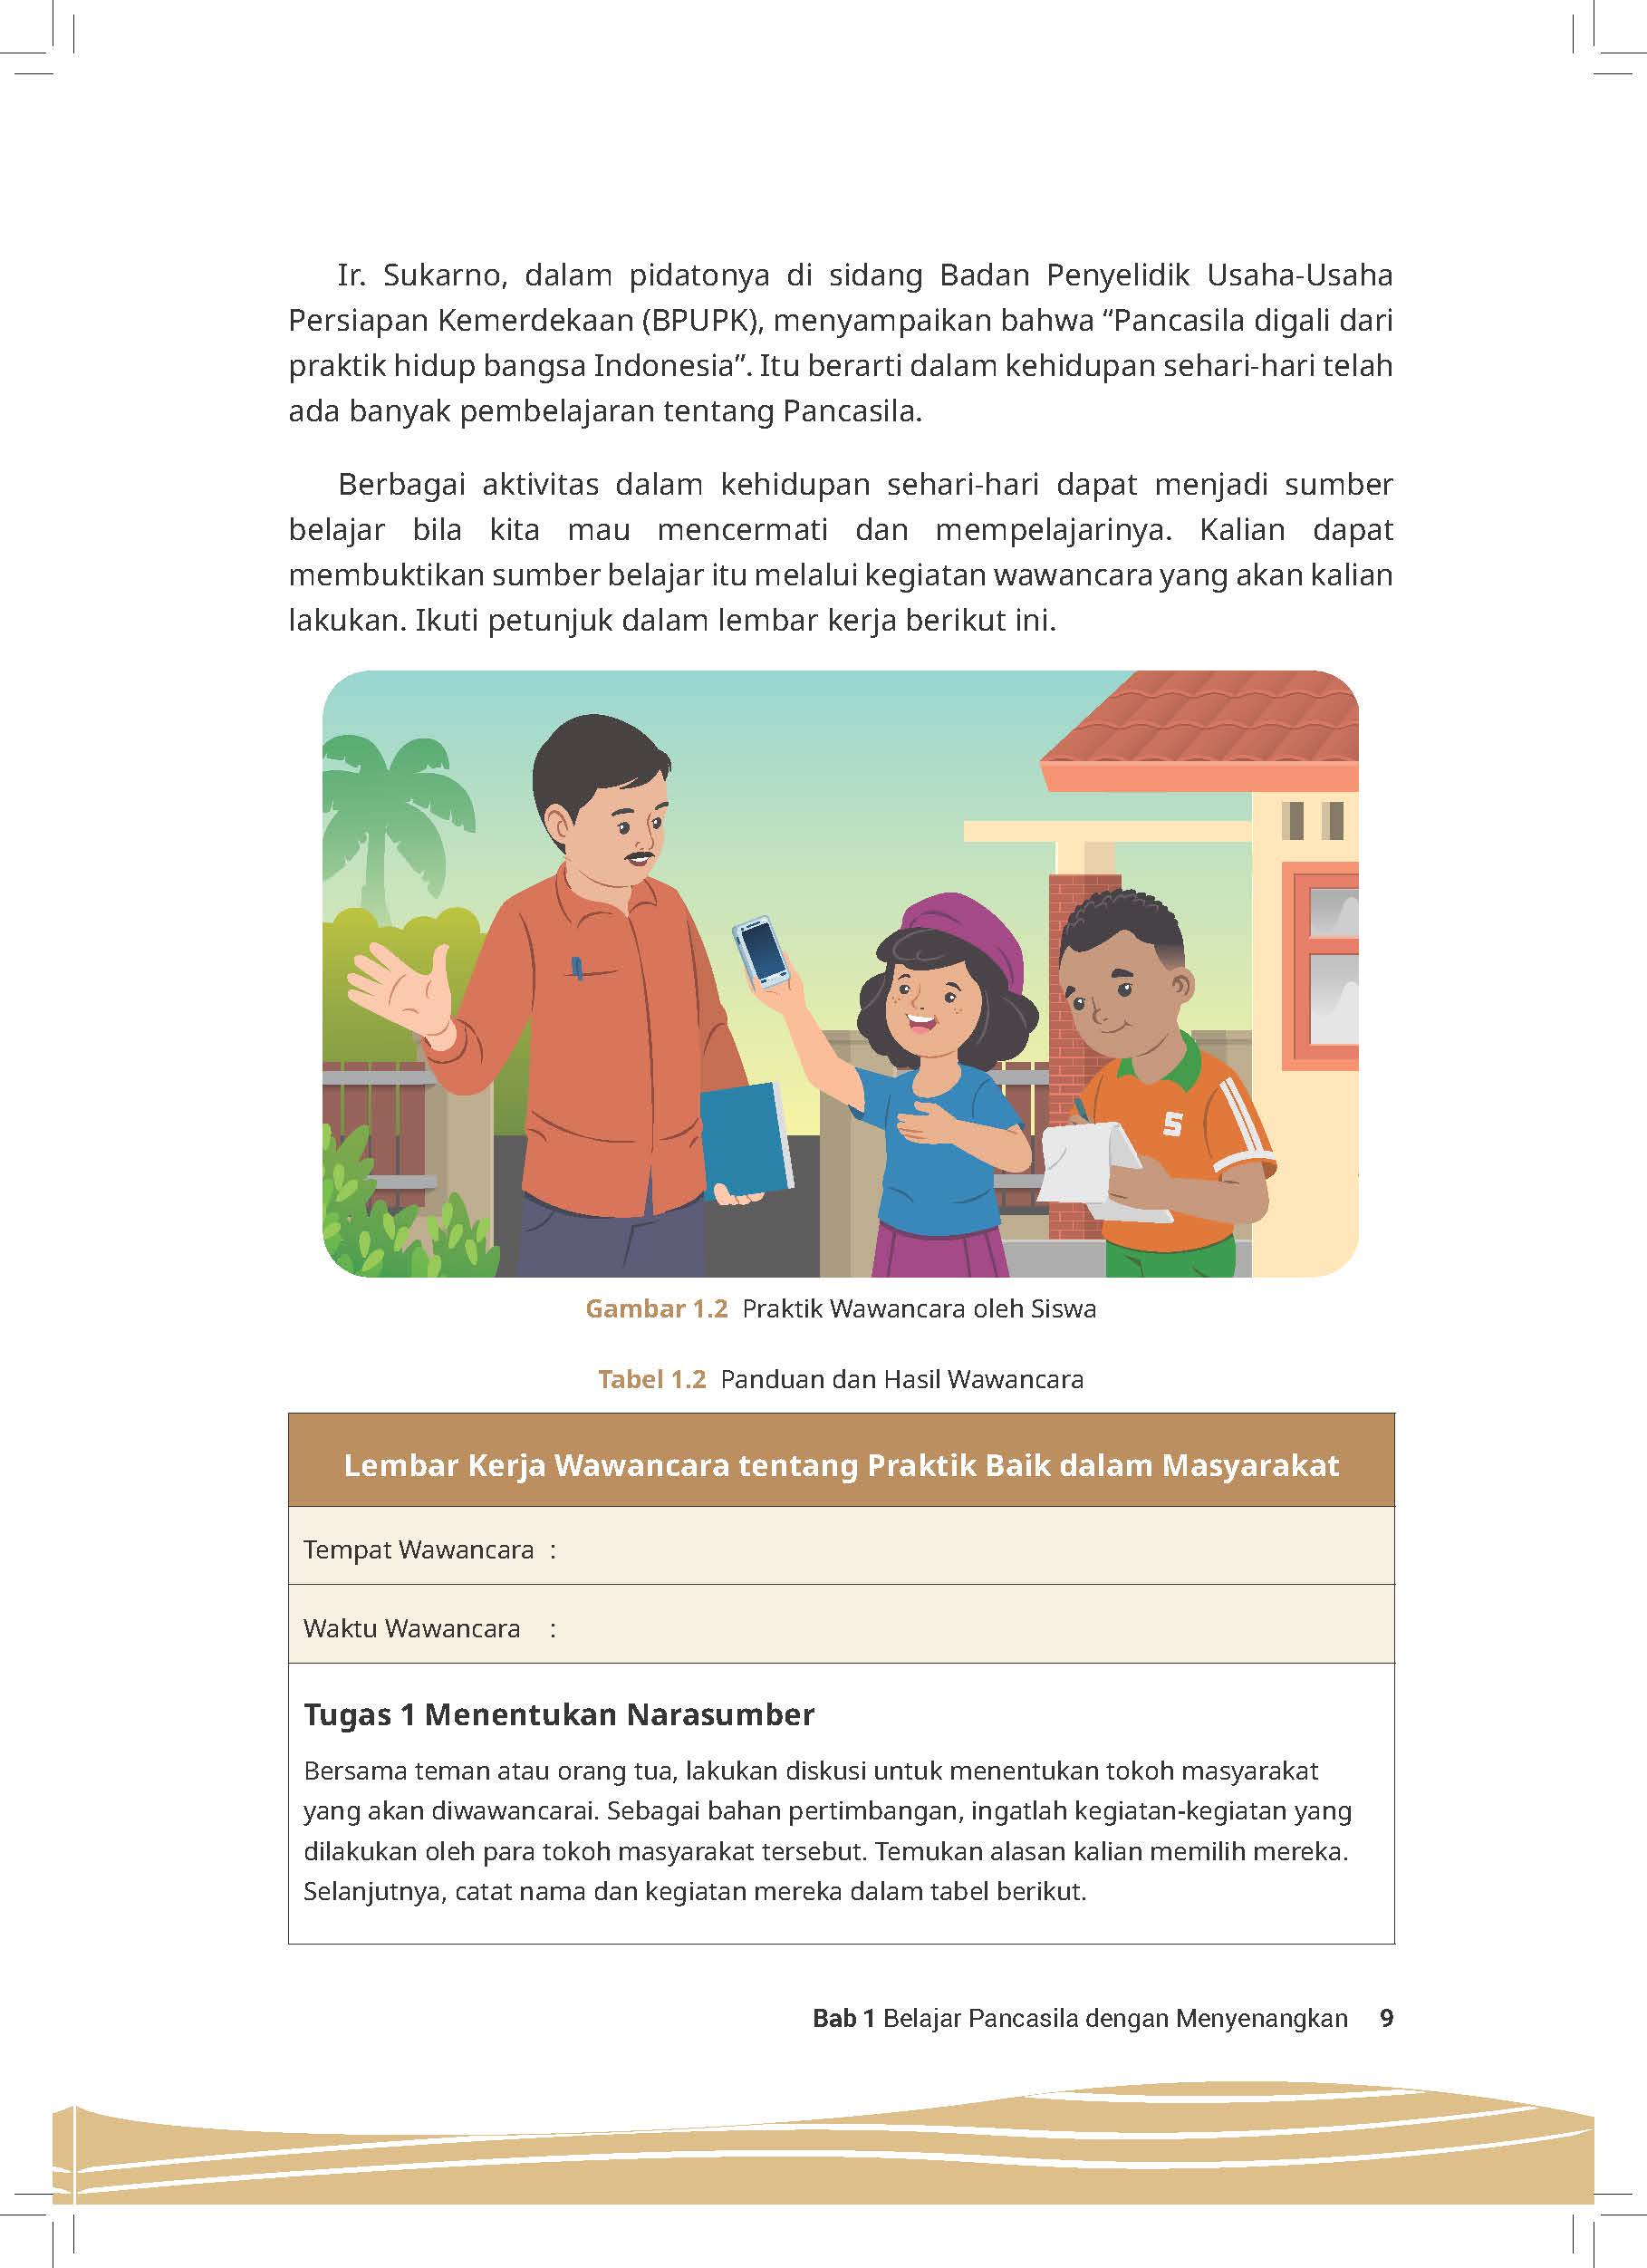 Ir. Sukarno, dalam pidatonya di sidang Badan Penyelidik Usaha-Usaha
Persiapan Kemerdekaan (BPUPK), menyampaikan bahwa “Pancasila digali dari
praktik hidup bangsa Indonesia”. Itu berarti dalam kehidupan sehari-hari telah
ada banyak pembelajaran tentang Pancasila.
Berbagai aktivitas dalam kehidupan sehari-hari dapat menjadi sumber
belajar bila kita mau mencermati dan mempelajarinya. Kalian dapat
membuktikan sumber belajar itu melalui kegiatan wawancara yang akan kalian
lakukan. Ikuti petunjuk dalam lembar kerja berikut ini.
S
Gambar 1.2 Praktik Wawancara oleh Siswa
Tabel 1.2 Panduan dan Hasil Wawancara
Lembar Kerja Wawancara tentang Praktik Baik dalam Masyarakat
Tempat Wawancara :
Waktu Wawancara :
Tugas 1 Menentukan Narasumber
Bersama teman atau orang tua, lakukan diskusi untuk menentukan tokoh masyarakat
yang akan diwawancarai. Sebagai bahan pertimbangan, ingatlah kegiatan-kegiatan yang
dilakukan oleh para tokoh masyarakat tersebut. Temukan alasan kalian memilih mereka.
Selanjutnya, catat nama dan kegiatan mereka dalam tabel berikut.
Bab 1 Belajar Pancasila dengan Menyenangkan 9